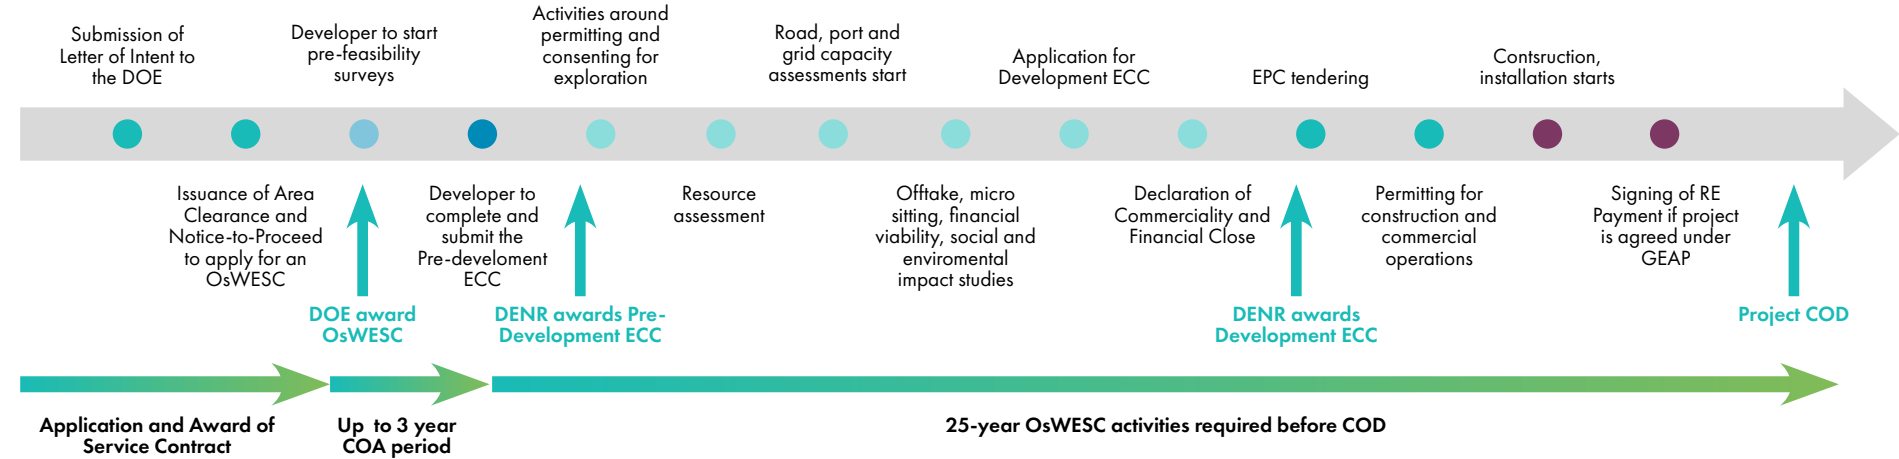 Submission of
Letter of Intent to
the DOE
Developer to start
pre-feasibility
surveys
Activities around
permitting and
consenting for
exploration
Road, port and
grid capacity
assessments start
Application for
Development ECC
EPC tendering
Contsruction,
installation starts
Issuance of Area
Clearance and
Notice-to-Proceed
to apply for an
OsWESC
Developer to
complete and
submit the
Pre-develoment
ECC
Resource
assessment
Offtake, micro
sitting, financial
viability, social and
enviromental
impact studies
Declaration of
Commerciality and
Financial Close
Permitting for
construction and
commercial
operations
Signing of RE
Payment if project
is agreed under
GEAP
DOE award
OsWESC
DENR awards Pre-
Development ECC
DENR awards
Development ECC
Project COD
Application and Award of
Service Contract
Up to 3 year
COA period
25-year OsWESC activities required before COD